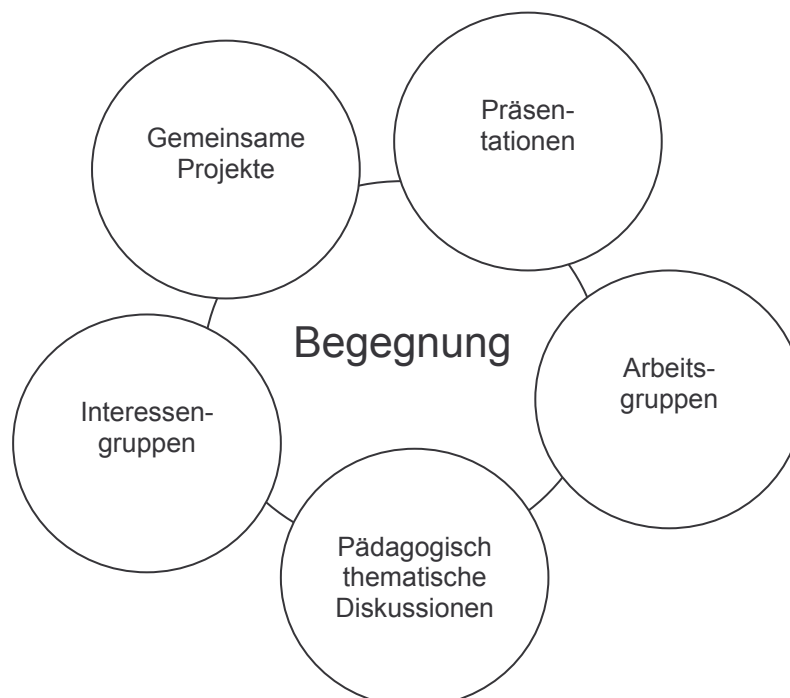 Gemeinsame
Projekte
Präsen-
tationen
Begegnung
Arbeits-
gruppen
Interessen-
gruppen
Pädagogisch
thematische
Diskussionen